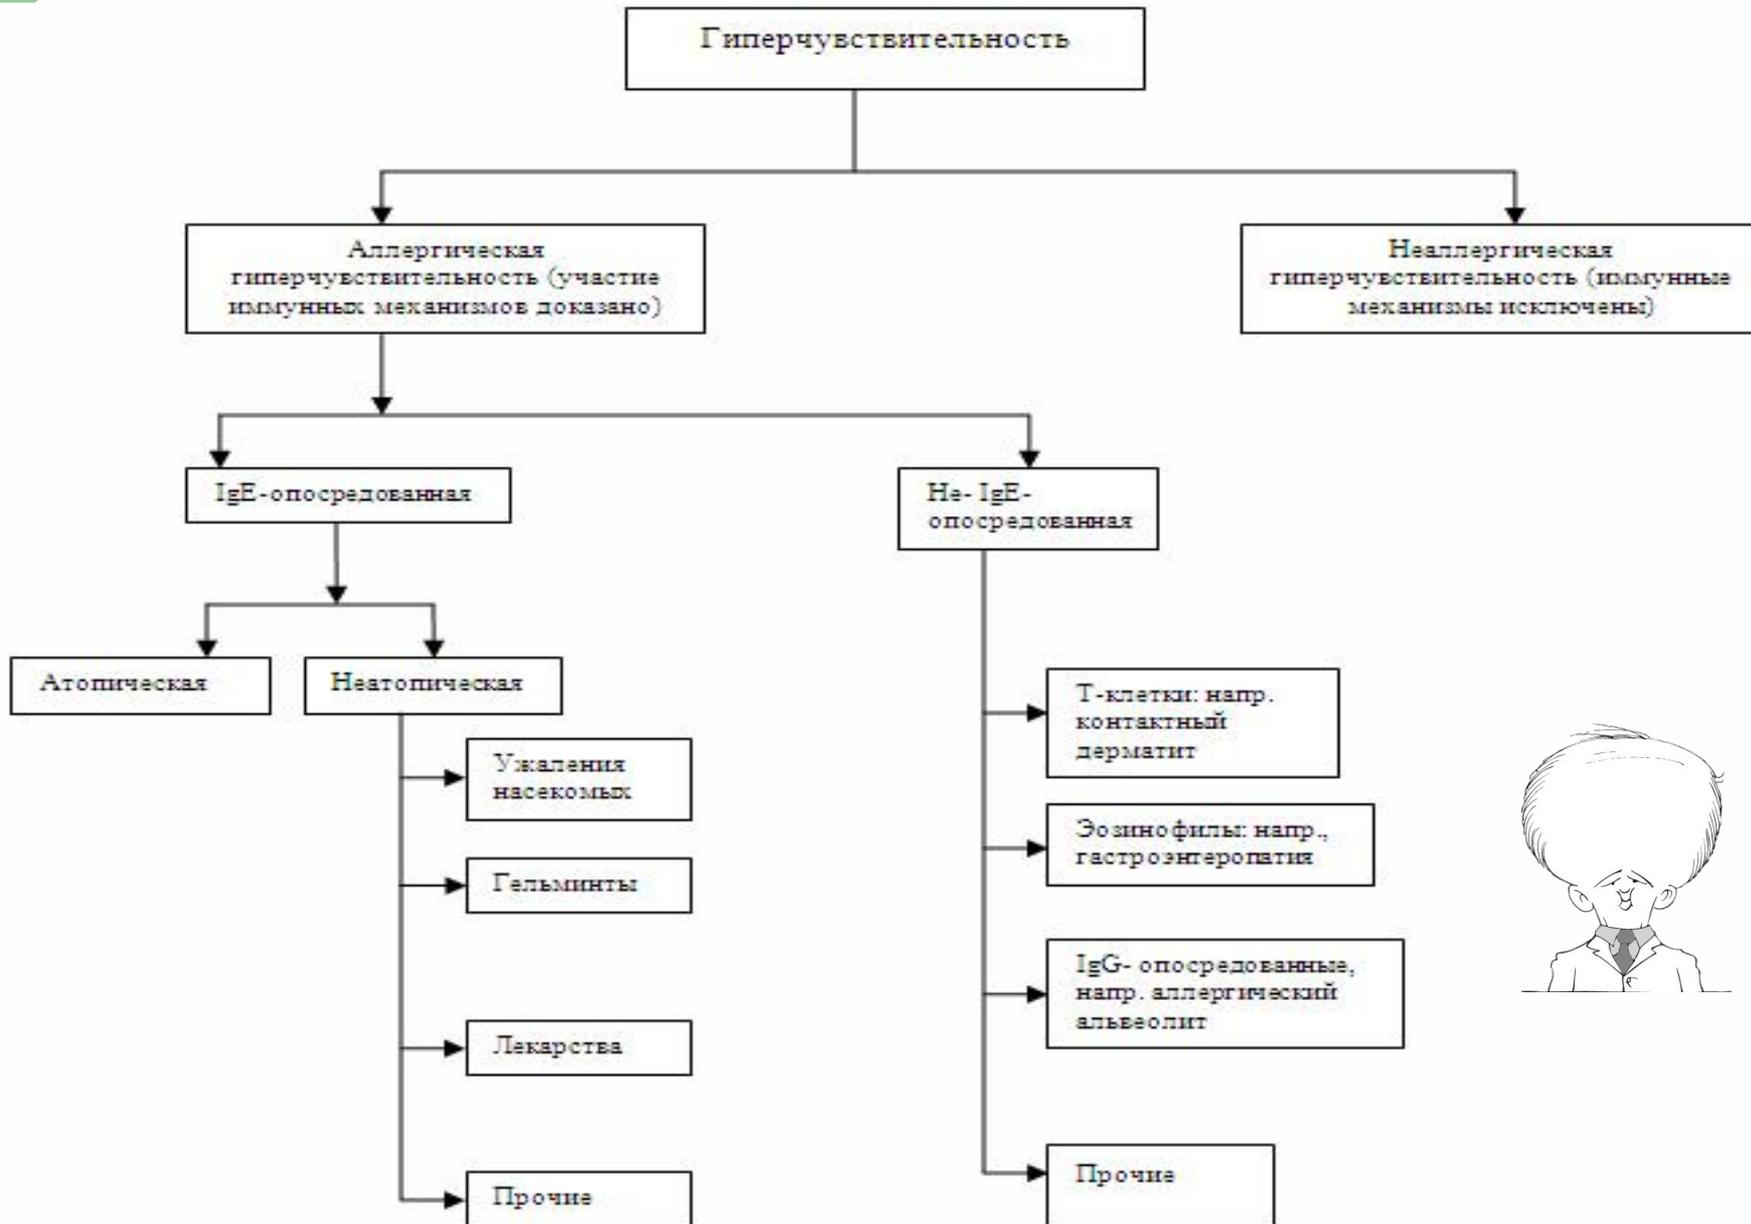 Гиперчувствительность
Аллергическая
гиперчувствительность (участие
иммунных механизмов доказано)
Неаллергическая
гиперчувствительность (иммунные
механизмы исключены)
IgE-опосредованная
Не- IgE-
опосредованная
Атопическая
Неатопическая
Ужаления
насекомых
Гельминты
Лекарства
Прочие
Т-клетки: напр.
контактный
дерматит
Эозинофилы: напр.,
гастроэнтеропатия
IgG- опосредованные,
напр. аллергический
альвеолит
Прочие